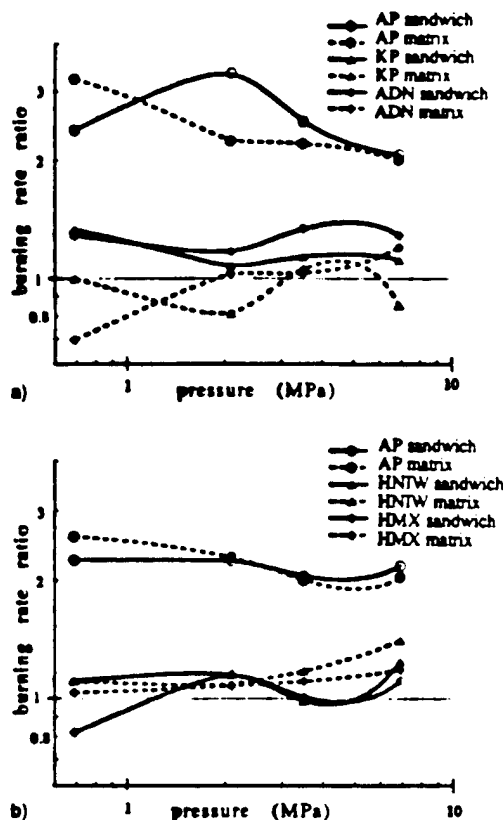 AP sandwich
AP matrix
KP sandwich
KP matrix
ADN sandwich
ADN matrix
burning rate ratio
3
2
1
0.8
1
10
a)
pressure (MPa)
AP sandwich
AP matrix
HNIW sandwich
HNIW matrix
HMX sandwich
HMX matrix
burning rate ratio
3
2
1
0.8
1
10
b)
pressure (MPa)